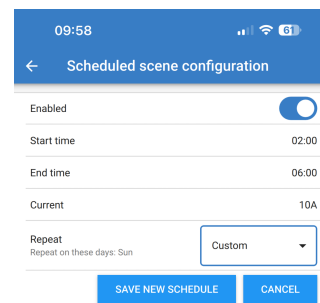 09:58
61
Scheduled scene configuration
Enabled
Start time 02:00
End time 06:00
Current 10A
Repeat
Repeat on these days: Sun
Custom
SAVE NEW SCHEDULE CANCEL